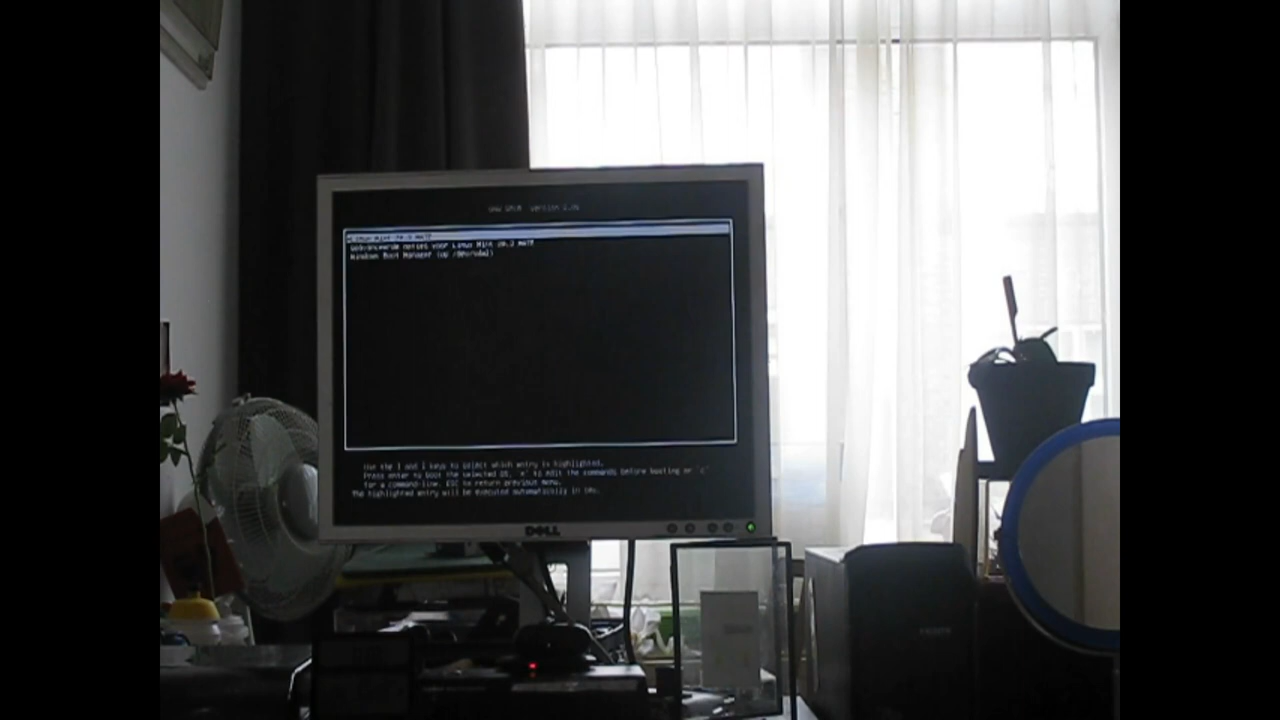 GNU GRUB version 2.06
Linux Mint 20.3 MATE
Geavanceerde opties voor Linux Mint 20.3 MATE
Windows Boot Manager (op /dev/sda1)
Use the ↑ and ↓ keys to select which entry is highlighted.
Press enter to boot the selected OS, `e' to edit the commands before booting or `c'
for a command-line. ESC to return previous menu.
The highlighted entry will be executed automatically in
DELL